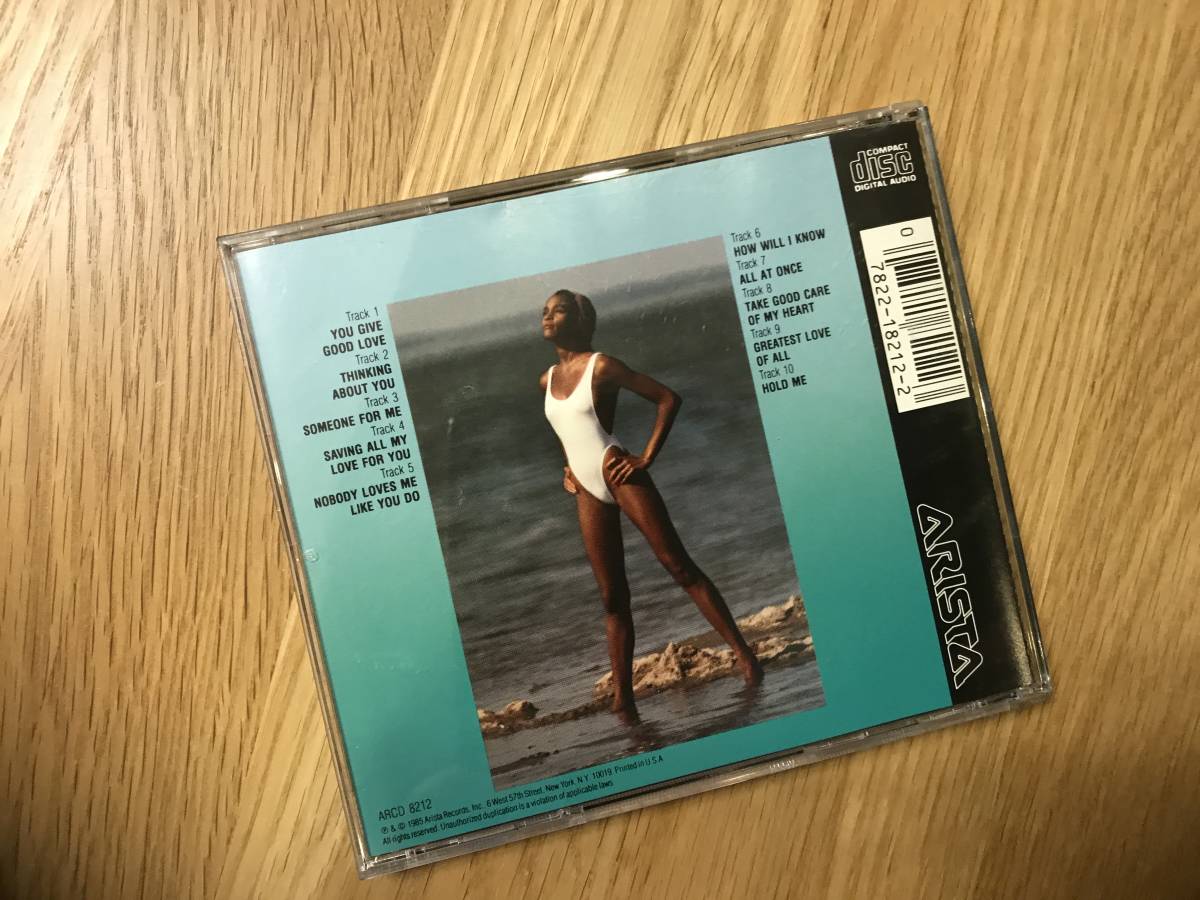 COMPACT
disc
DIGITAL AUDIO
Track 1
YOU GIVE
GOOD LOVE
Track 2
THINKING
ABOUT YOU
Track 3
SOMEONE FOR ME
Track 4
SAVING ALL MY
LOVE FOR YOU
Track 5
NOBODY LOVES ME
LIKE YOU DO
Track 6
HOW WILL I KNOW
Track 7
ALL AT ONCE
Track 8
TAKE GOOD CARE
OF MY HEART
Track 9
GREATEST LOVE
OF ALL
Track 10
HOLD ME
0
7822-18212-2
ARISTA
ARCD 8212
℗ & © 1985 Arista Records, Inc. 6 West 57th Street, New York, N.Y. 10019. Printed in U.S.A
All rights reserved. Unauthorized duplication is a violation of applicable laws